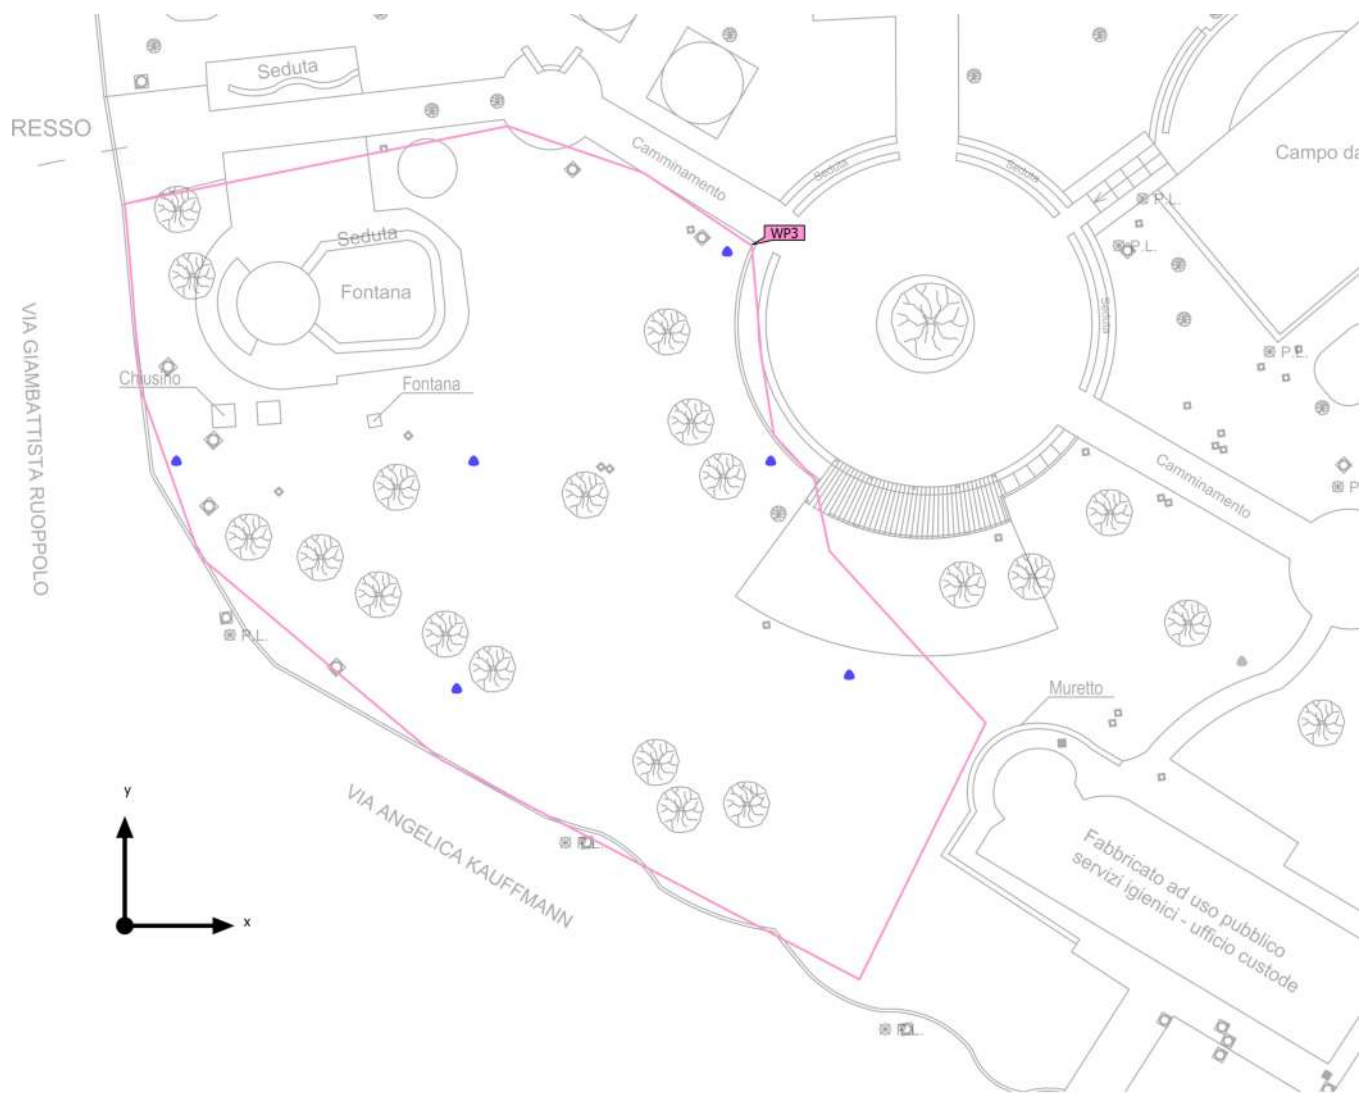 Seduta
RESSO
Camminamento
Seduta
Seduta
Campo da
P.L.
WP3
Seduta
P.L.
Fontana
Seduta
VIA GIAMBATTISTA RUOPPOLO
P.L.
Chiusino
Fontana
Camminamento
P
P.L.
Muretto
y
VIA ANGELICA KAUFFMANN
P.L.
Fabbricato ad uso pubblico
servizi igienici - ufficio custode
x
P.L.